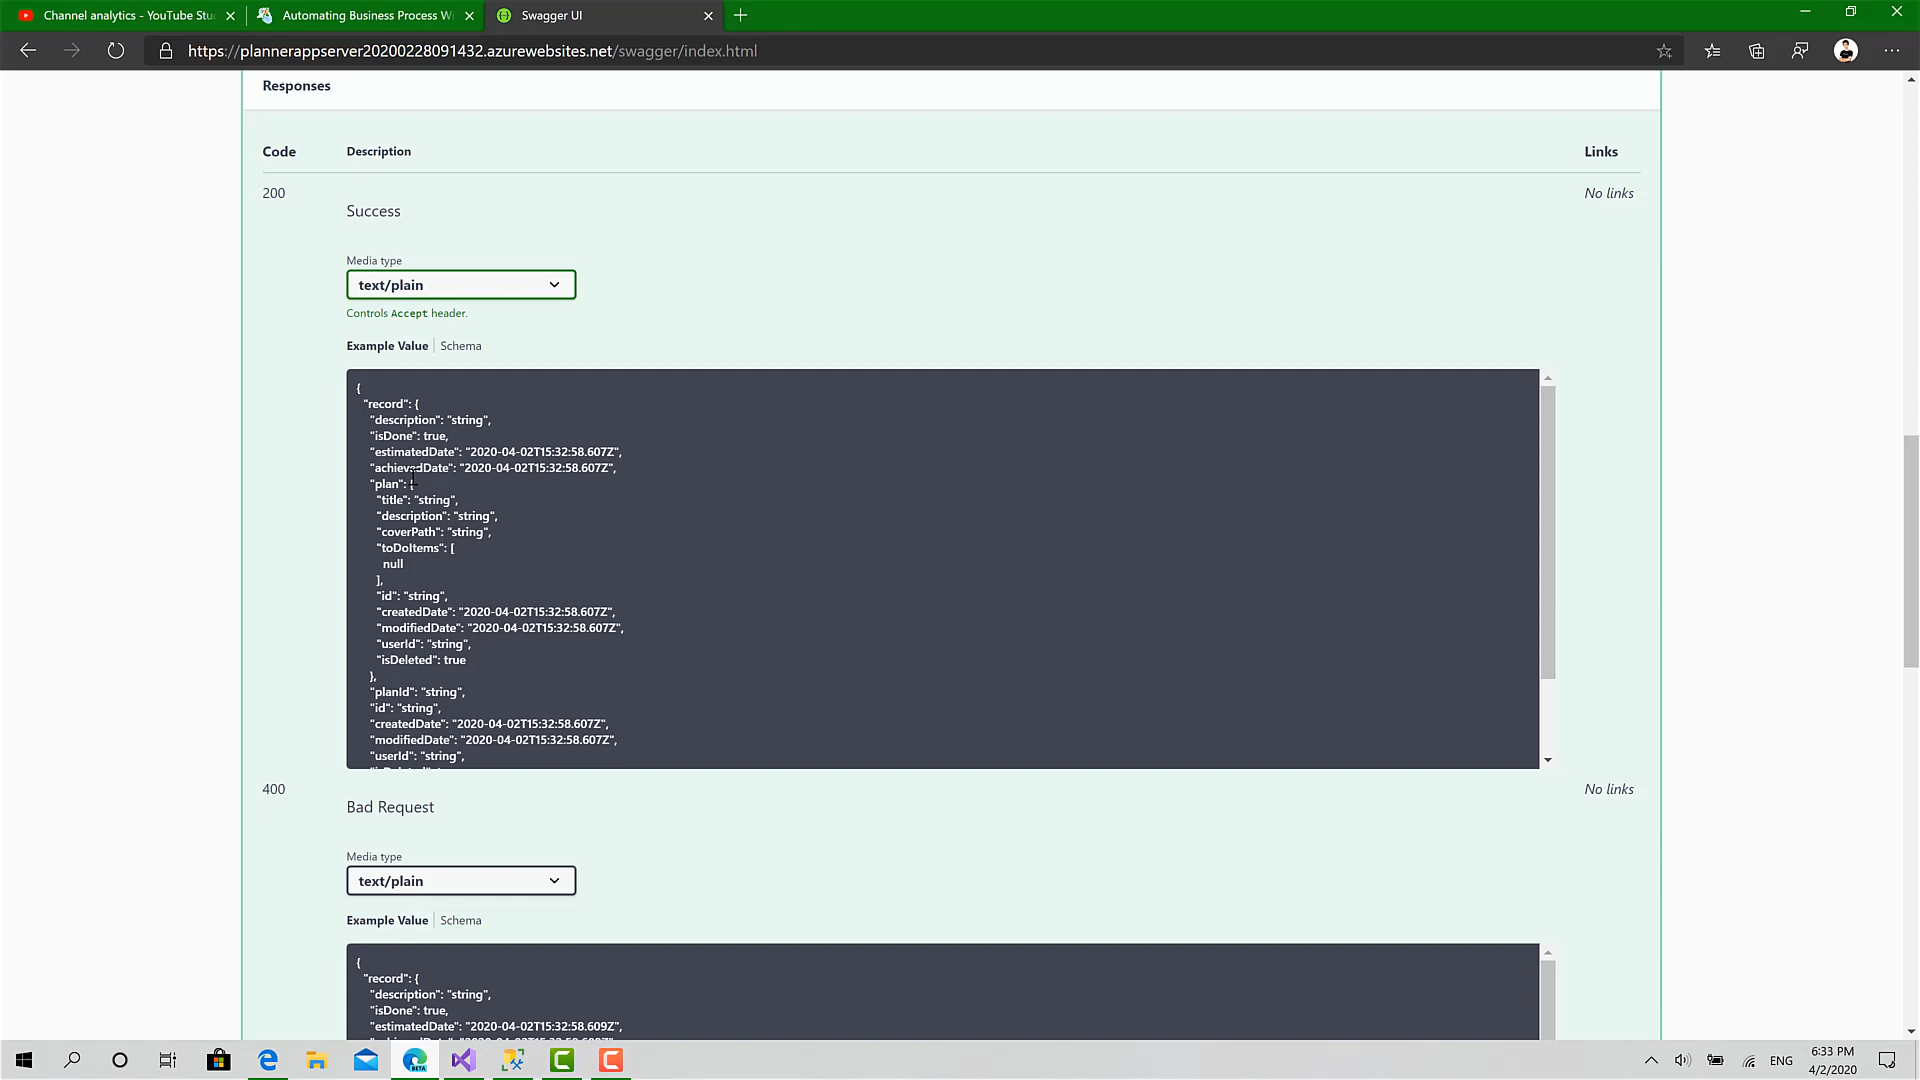 Channel analytics - YouTube Stu
Automating Business Process Wi
Swagger UI
https://plannerappserver20200228091432.azurewebsites.net/swagger/index.html
Responses
Code Description Links
200 No links
Success
Media type
text/plain
Controls Accept header.
Example Value Schema
{
"record": {
"description": "string",
"isDone": true,
"estimatedDate": "2020-04-02T15:32:58.607Z",
"achievedDate": "2020-04-02T15:32:58.607Z",
"plan": {
"title": "string",
"description": "string",
"coverPath": "string",
"toDoItems": [
null
],
"id": "string",
"createdDate": "2020-04-02T15:32:58.607Z",
"modifiedDate": "2020-04-02T15:32:58.607Z",
"userId": "string",
"isDeleted": true
},
"planId": "string",
"id": "string",
"createdDate": "2020-04-02T15:32:58.607Z",
"modifiedDate": "2020-04-02T15:32:58.607Z",
"userId": "string",
400 No links
Bad Request
Media type
text/plain
Example Value Schema
{
"record": {
"description": "string",
"isDone": true,
"estimatedDate": "2020-04-02T15:32:58.609Z",
BETA
ENG
6:33 PM
4/2/2020